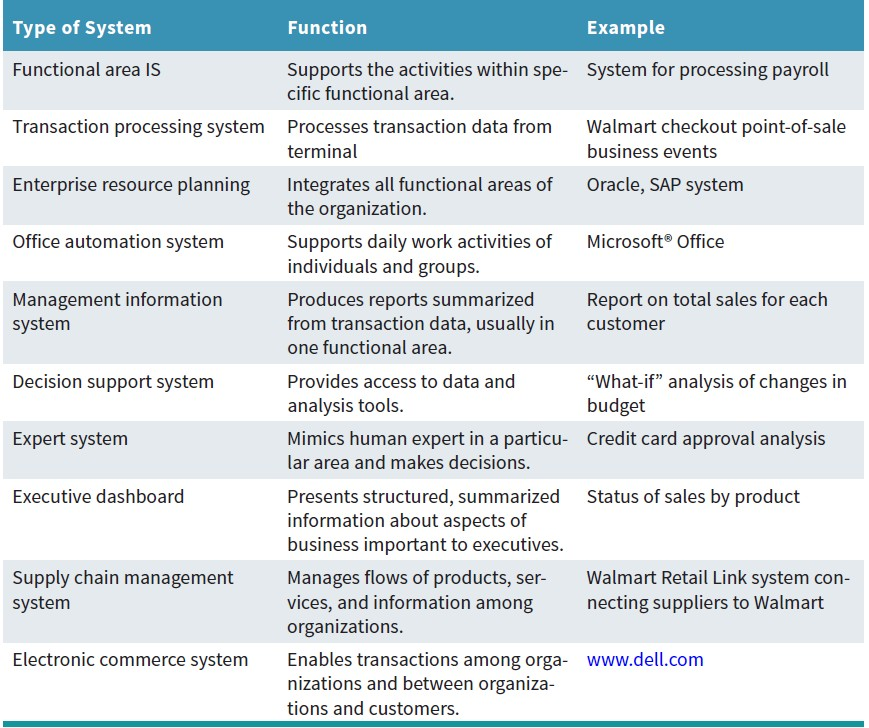 Type of System Function Example
Functional area IS Supports the activities within spe- System for processing payroll
cific functional area.
Transaction processing system Processes transaction data from Walmart checkout point-of-sale
terminal business events
Enterprise resource planning Integrates all functional areas of Oracle, SAP system
the organization.
Office automation system Supports daily work activities of Microsoft® Office
individuals and groups.
Management information Produces reports summarized Report on total sales for each
system from transaction data, usually in customer
one functional area.
Decision support system Provides access to data and “What-if” analysis of changes in
analysis tools. budget
Expert system Mimics human expert in a particu- Credit card approval analysis
lar area and makes decisions.
Executive dashboard Presents structured, summarized Status of sales by product
information about aspects of
business important to executives.
Supply chain management Manages flows of products, ser- Walmart Retail Link system con-
system vices, and information among necting suppliers to Walmart
organizations.
Electronic commerce system Enables transactions among orga- www.dell.com
nizations and between organiza-
tions and customers.